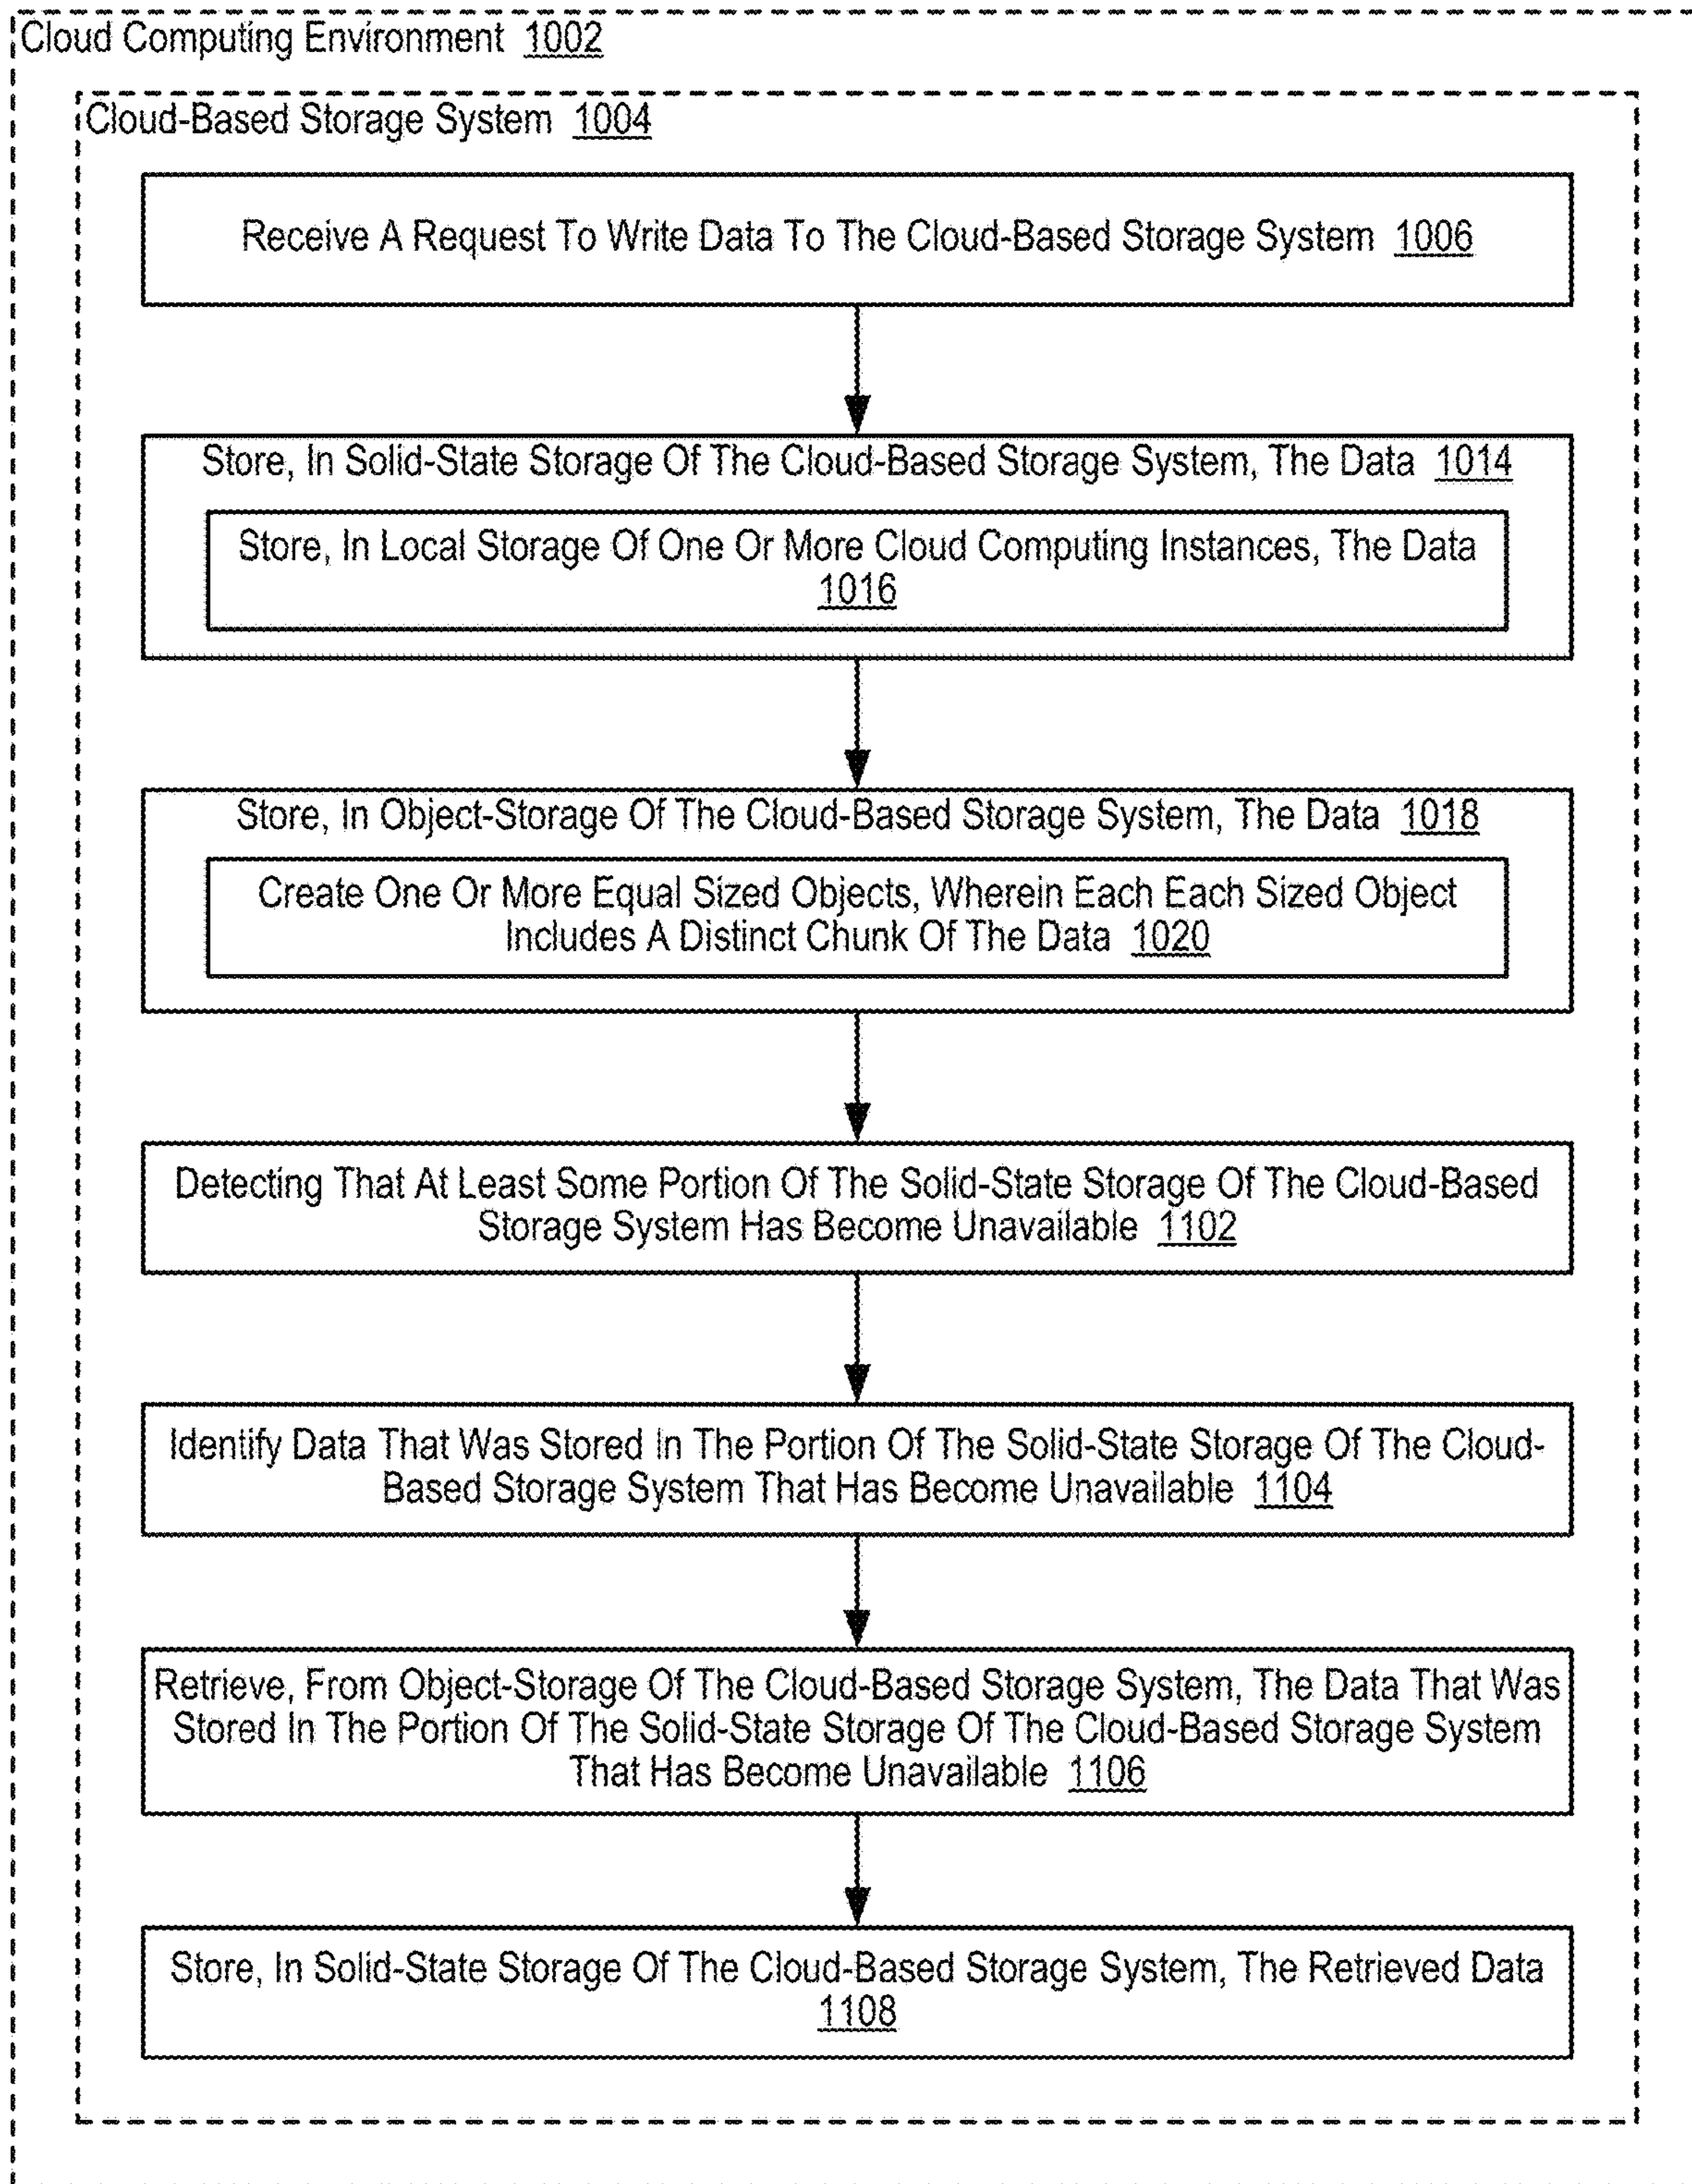 Cloud Computing Environment 1002
Cloud-Based Storage System 1004
Receive A Request To Write Data To The Cloud-Based Storage System 1006
Store, In Solid-State Storage Of The Cloud-Based Storage System, The Data 1014
Store, In Local Storage Of One Or More Cloud Computing Instances, The Data
1016
Store, In Object-Storage Of The Cloud-Based Storage System, The Data 1018
Create One Or More Equal Sized Objects, Wherein Each Each Sized Object
Includes A Distinct Chunk Of The Data 1020
Detecting That At Least Some Portion Of The Solid-State Storage Of The Cloud-Based
Storage System Has Become Unavailable 1102
Identify Data That Was Stored In The Portion Of The Solid-State Storage Of The Cloud-
Based Storage System That Has Become Unavailable 1104
Retrieve, From Object-Storage Of The Cloud-Based Storage System, The Data That Was
Stored In The Portion Of The Solid-State Storage Of The Cloud-Based Storage System
That Has Become Unavailable 1106
Store, In Solid-State Storage Of The Cloud-Based Storage System, The Retrieved Data
1108